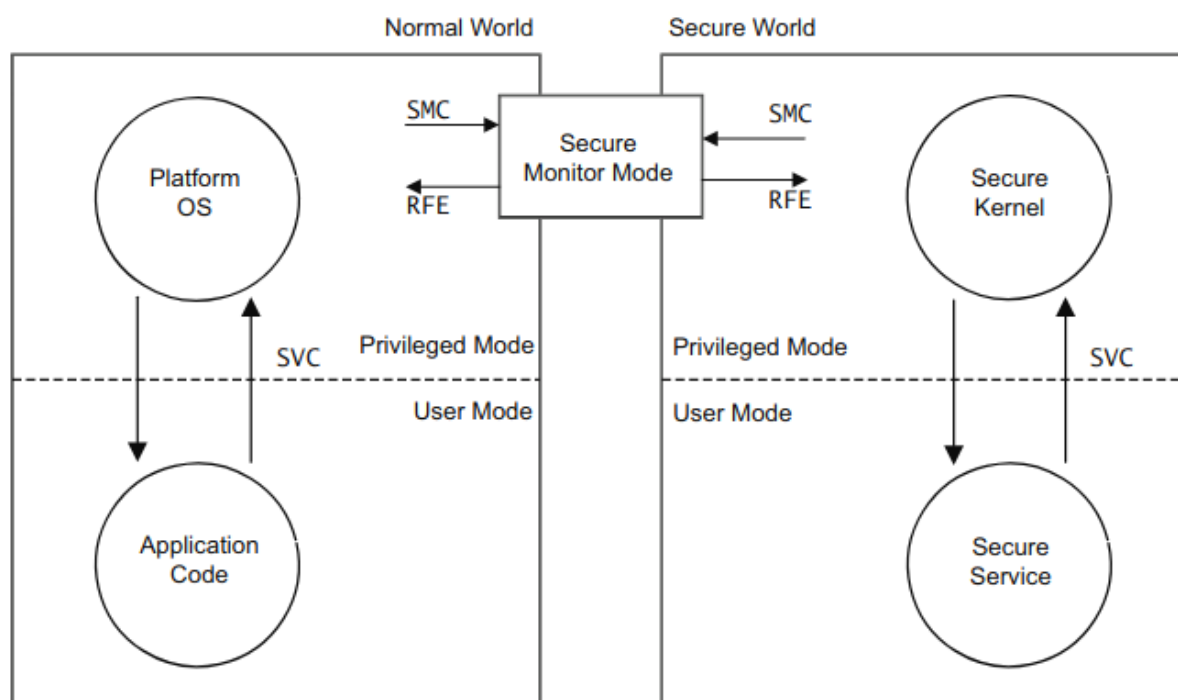 Normal World
Secure World
SMC
SMC
Secure
Monitor Mode
RFE
RFE
Platform
OS
Secure
Kernel
SVC
SVC
Privileged Mode
Privileged Mode
User Mode
User Mode
Application
Code
Secure
Service